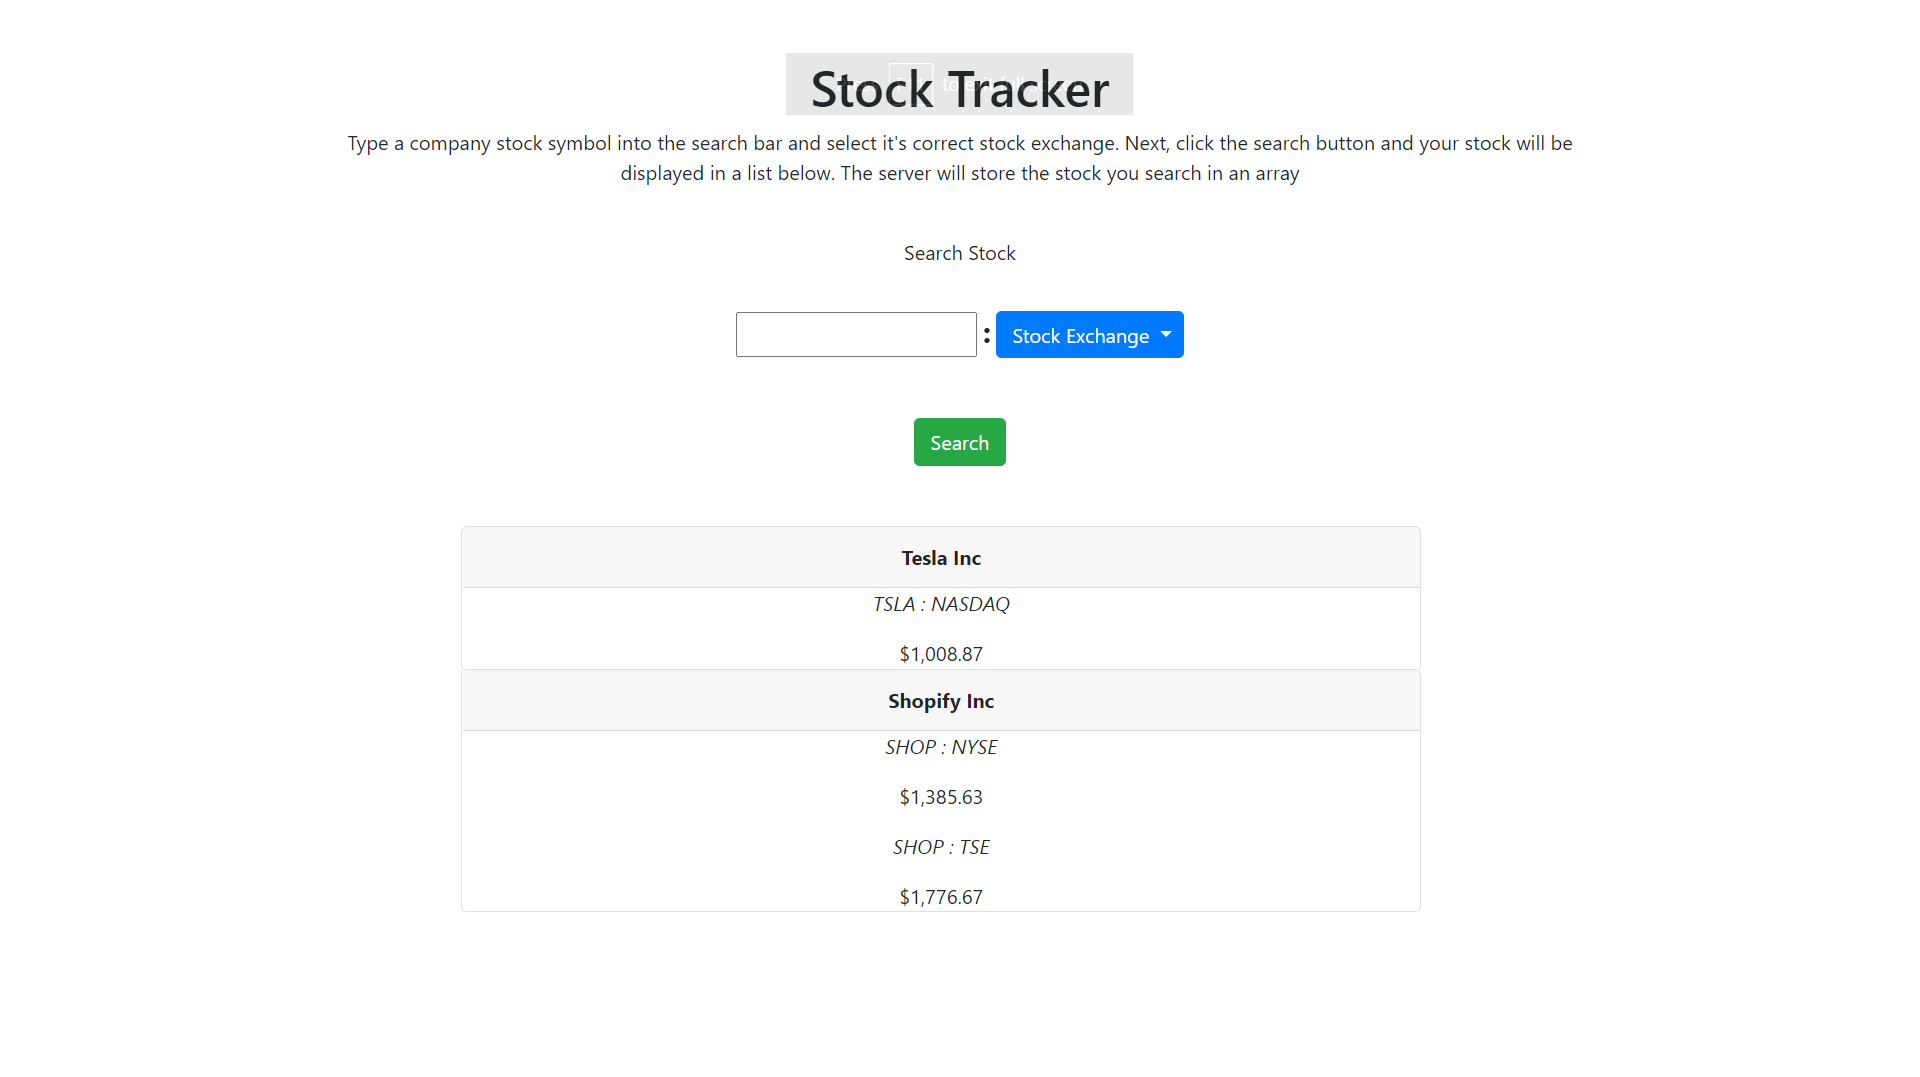 Stock Tracker
Type a company stock symbol into the search bar and select it's correct stock exchange. Next, click the search button and your stock will be
displayed in a list below. The server will store the stock you search in an array
Search Stock
: Stock Exchange
Search
Tesla Inc
TSLA : NASDAQ
$1,008.87
Shopify Inc
SHOP : NYSE
$1,385.63
SHOP : TSE
$1,776.67